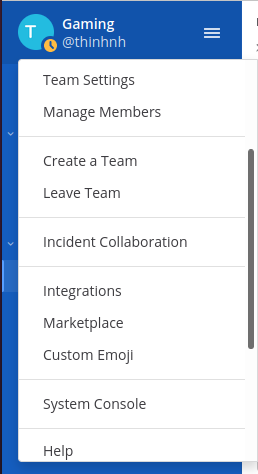 T
Gaming
@thinhnh
Team Settings
Manage Members
Create a Team
Leave Team
Incident Collaboration
Integrations
Marketplace
Custom Emoji
System Console
Help